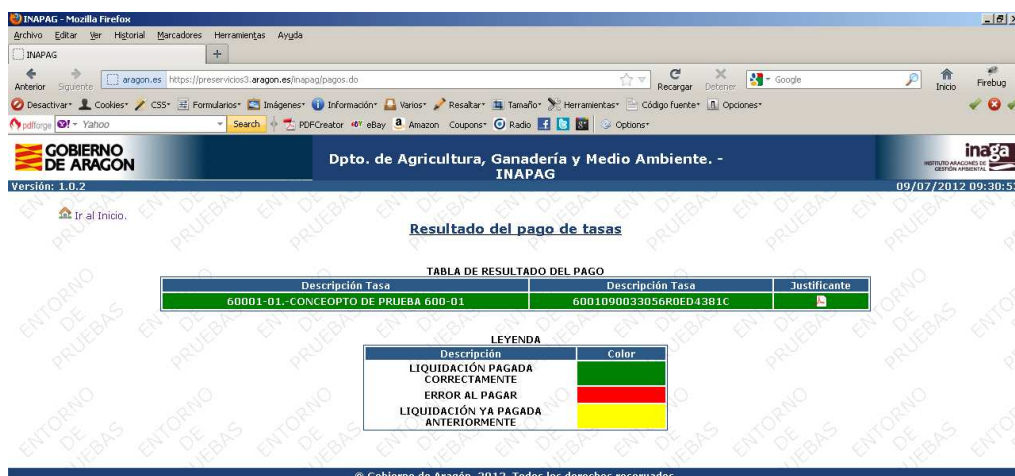 INAPAG - Mozilla Firefox
Archivo Editar Ver Historial Marcadores Herramientas Ayuda
INAPAG
Anterior Siguiente aragon.es https://preservicios3.aragon.es/inapag/pagos.do Recargar Detener Google Inicio Firebug
Desactivar Cookies CSS Formularios Imágenes Información Varios Resaltar Tamaño Herramientas Código fuente Opciones
pdfforge Yahoo Search PDFCreator eBay Amazon Coupons Radio Options
GOBIERNO
DE ARAGON
Dpto. de Agricultura, Ganadería y Medio Ambiente. -
INAPAG
inaga
INSTITUTO ARAGONÉS DE
GESTIÓN AMBIENTAL
Versión: 1.0.2 09/07/2012 09:30:53
Ir al Inicio.
Resultado del pago de tasas
TABLA DE RESULTADO DEL PAGO
Descripción Tasa Descripción Tasa Justificante
60001-01.-CONCEOPTO DE PRUEBA 600-01 6001090033056R0ED4381C
LEYENDA
Descripción Color
LIQUIDACIÓN PAGADA
CORRECTAMENTE
ERROR AL PAGAR
LIQUIDACIÓN YA PAGADA
ANTERIORMENTE
ENTORNO
DE
PRUEBAS
© Gobierno de Aragón, 2012. Todos los derechos reservados